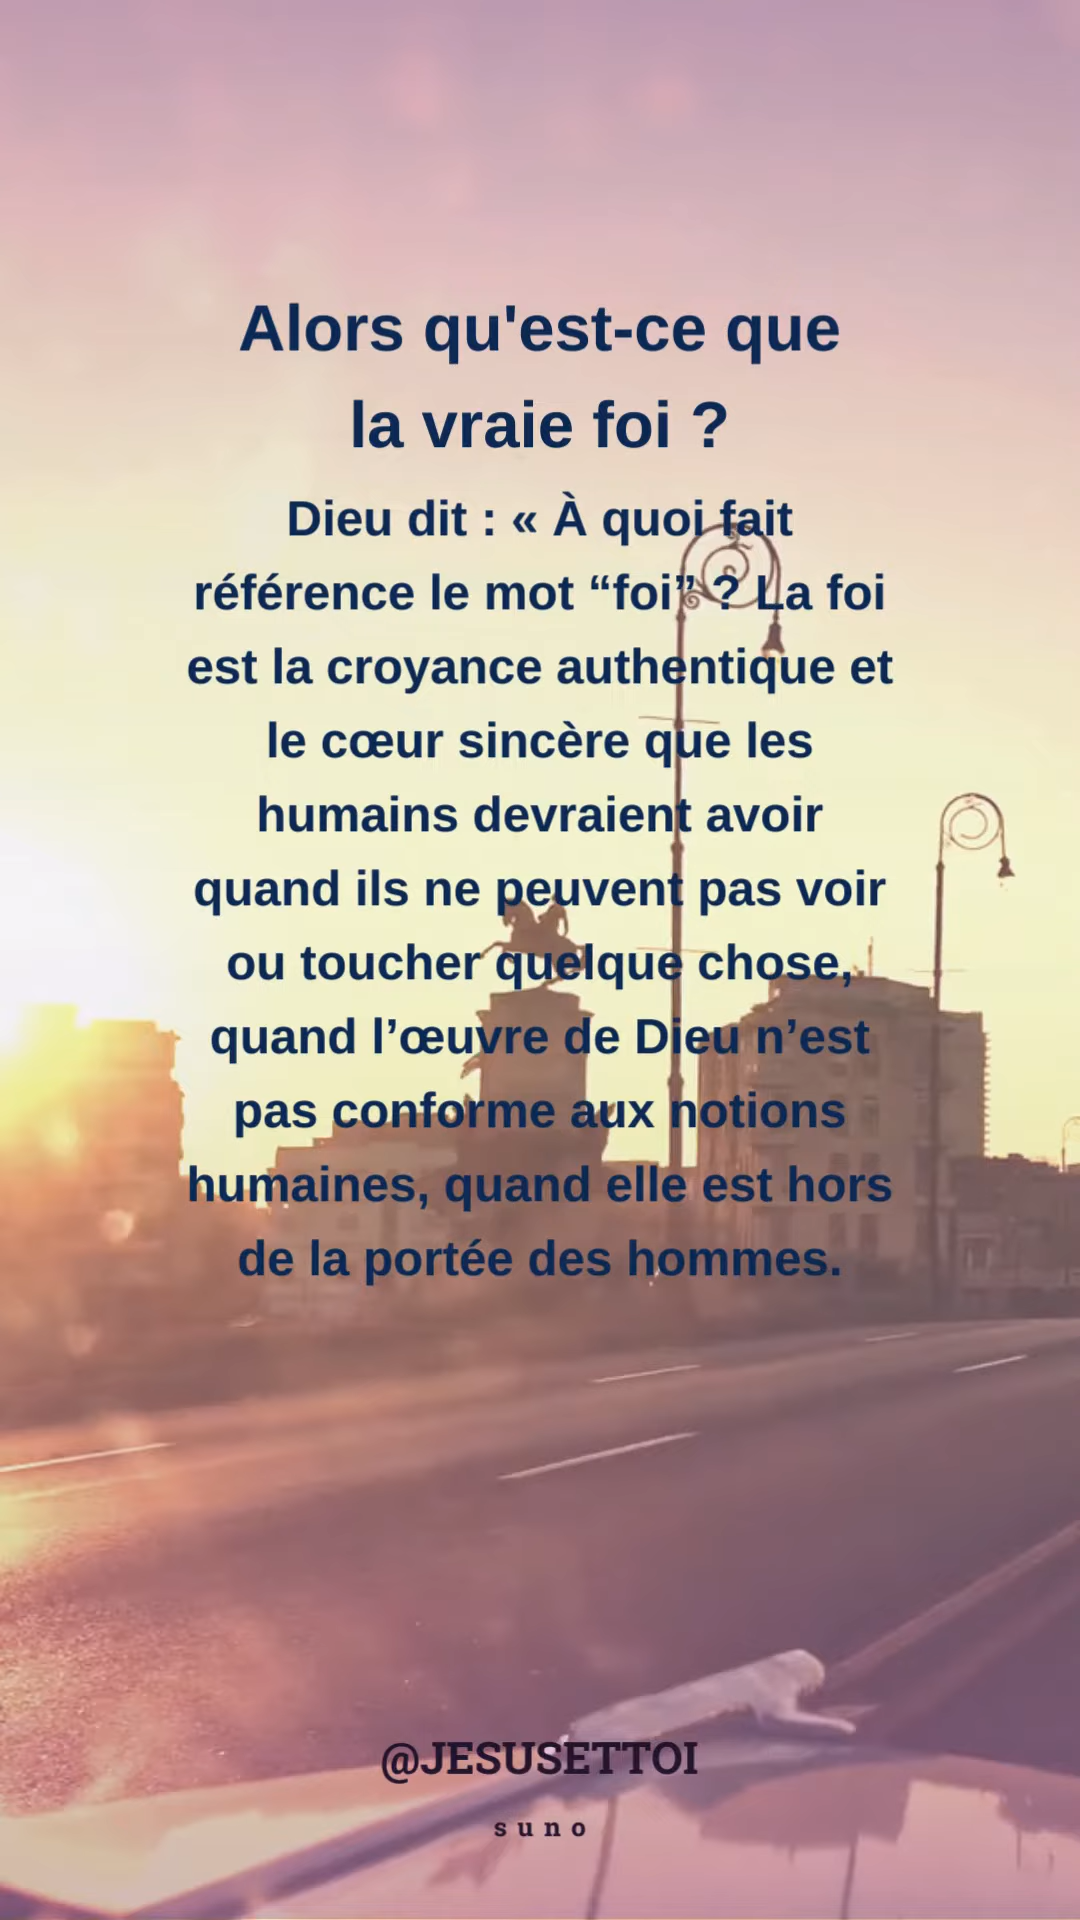 Alors qu'est-ce que
la vraie foi ?
Dieu dit : « À quoi fait
référence le mot “foi” ? La foi
est la croyance authentique et
le cœur sincère que les
humains devraient avoir
quand ils ne peuvent pas voir
ou toucher quelque chose,
quand l’œuvre de Dieu n’est
pas conforme aux notions
humaines, quand elle est hors
de la portée des hommes.
@JESUSETTOI
suno